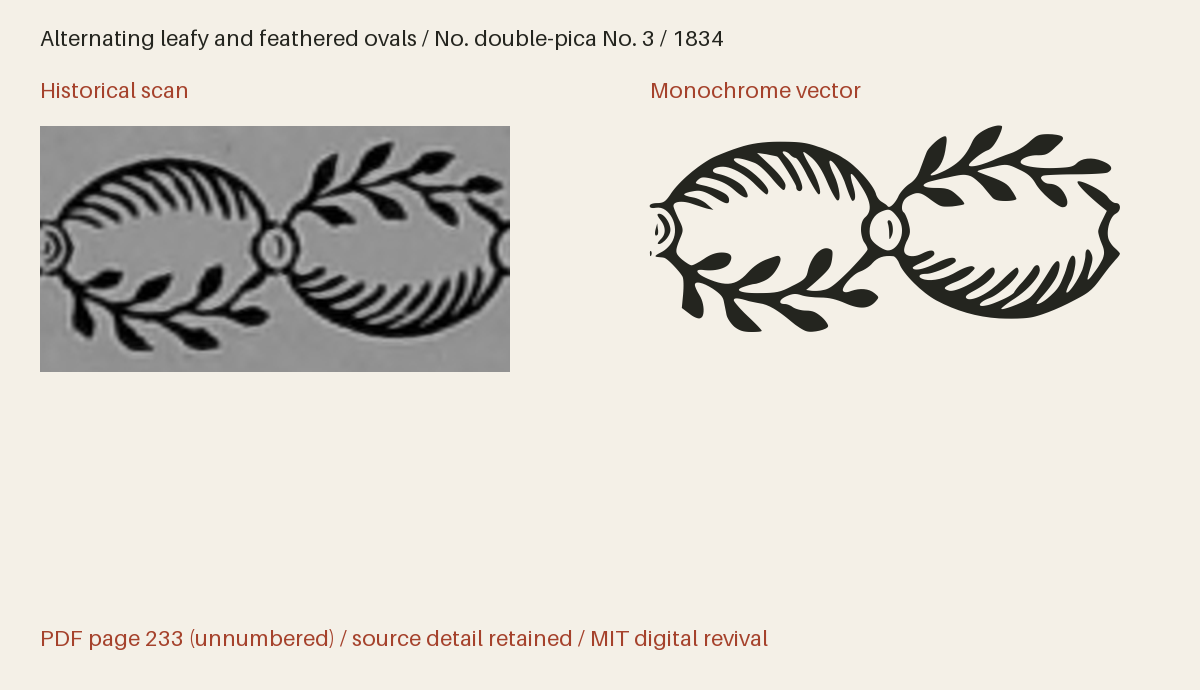 Alternating leafy and feathered ovals / No. double-pica No. 3 / 1834
Historical scan
Monochrome vector
PDF page 233 (unnumbered) / source detail retained / MIT digital revival